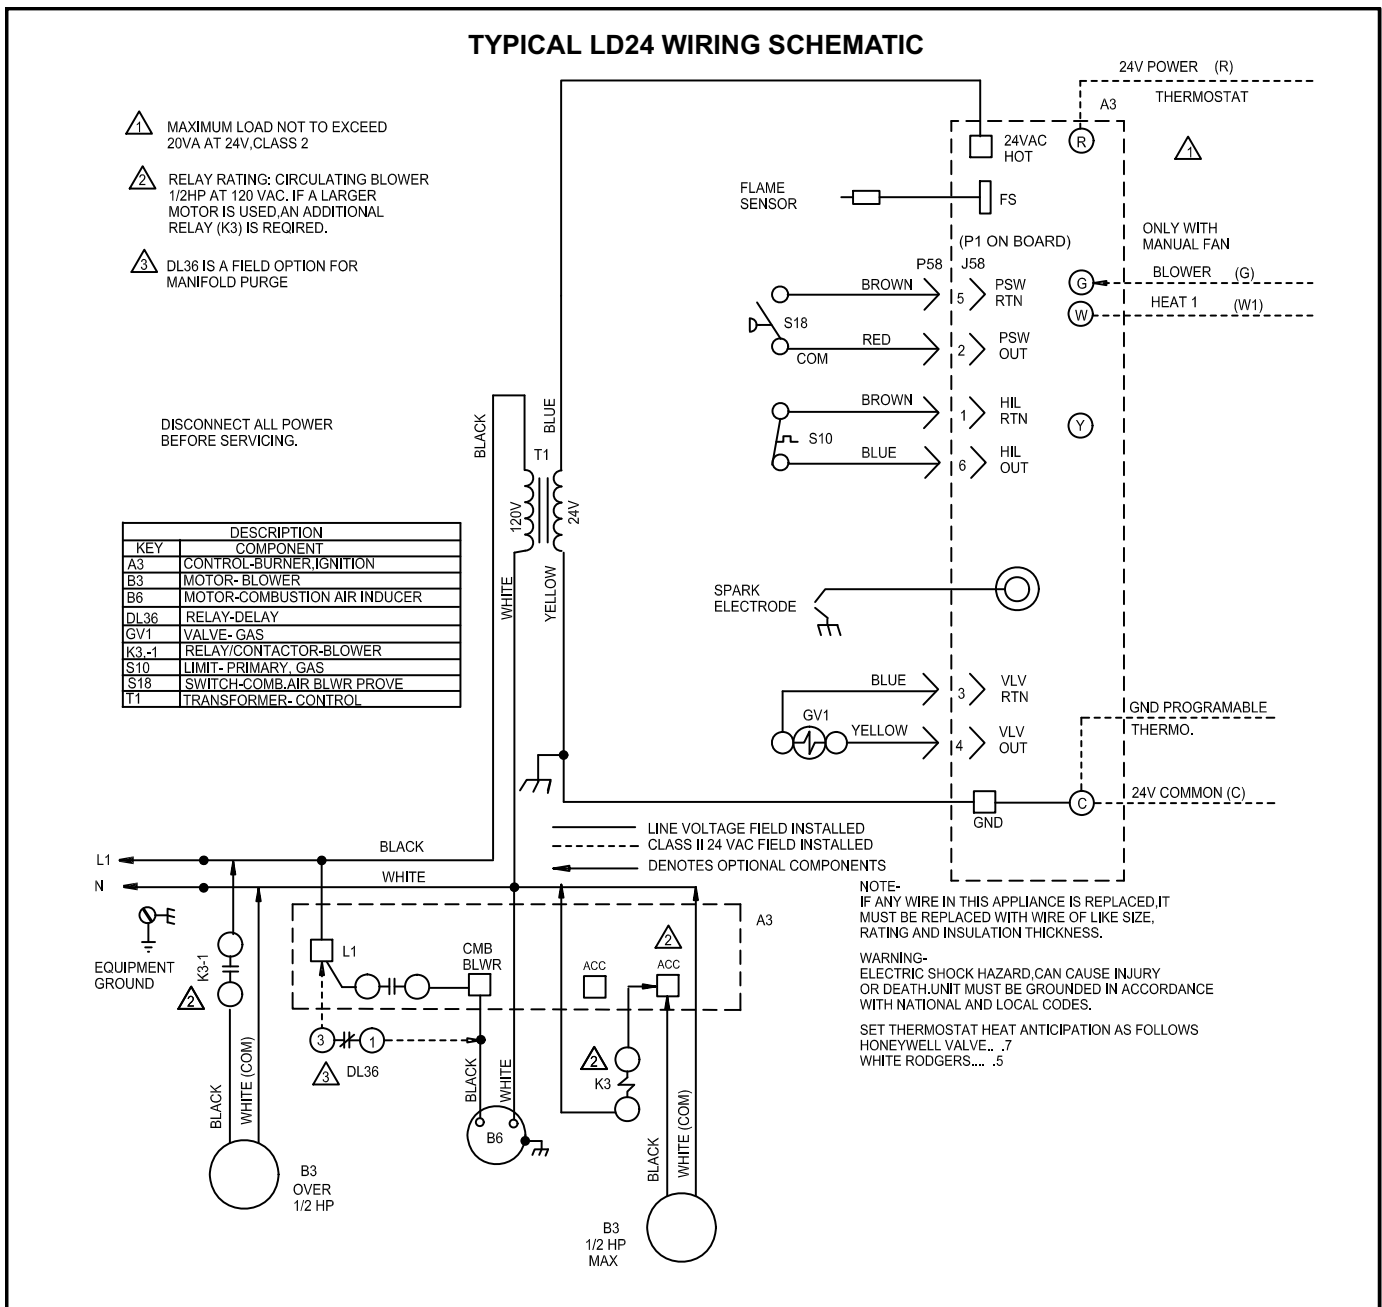 TYPICAL LD24 WIRING SCHEMATIC
1
MAXIMUM LOAD NOT TO EXCEED
20VA AT 24V,CLASS 2
2
RELAY RATING: CIRCULATING BLOWER
1/2HP AT 120 VAC. IF A LARGER
MOTOR IS USED,AN ADDITIONAL
RELAY (K3) IS REQIRED.
3
DL36 IS A FIELD OPTION FOR
MANIFOLD PURGE
DISCONNECT ALL POWER
BEFORE SERVICING.
DESCRIPTION
KEY COMPONENT
A3 CONTROL-BURNER,IGNITION
B3 MOTOR- BLOWER
B6 MOTOR-COMBUSTION AIR INDUCER
DL36 RELAY-DELAY
GV1 VALVE- GAS
K3,-1 RELAY/CONTACTOR-BLOWER
S10 LIMIT- PRIMARY, GAS
S18 SWITCH-COMB.AIR BLWR PROVE
T1 TRANSFORMER- CONTROL
24V POWER (R)
THERMOSTAT
A3
24VAC
HOT
R
1
FLAME
SENSOR
FS
(P1 ON BOARD)
ONLY WITH
MANUAL FAN
P58 J58
BROWN
5
PSW
RTN
G
BLOWER (G)
W
HEAT 1 (W1)
S18
RED
COM
2
PSW
OUT
BROWN
1
HIL
RTN
Y
S10
BLUE
6
HIL
OUT
BLACK
BLUE
T1
120V
24V
WHITE
YELLOW
SPARK
ELECTRODE
BLUE
3
VLV
RTN
GV1
YELLOW
4
VLV
OUT
GND PROGRAMABLE
THERMO.
GND
C
24V COMMON (C)
LINE VOLTAGE FIELD INSTALLED
CLASS II 24 VAC FIELD INSTALLED
DENOTES OPTIONAL COMPONENTS
L1
BLACK
N
WHITE
EQUIPMENT
GROUND
K3-1
2
BLACK
WHITE (COM)
B3
OVER
1/2 HP
A3
L1
CMB
BLWR
ACC
ACC
2
3
1
3
DL36
BLACK
WHITE
B6
2
K3
BLACK
WHITE (COM)
B3
1/2 HP
MAX
NOTE-
IF ANY WIRE IN THIS APPLIANCE IS REPLACED,IT
MUST BE REPLACED WITH WIRE OF LIKE SIZE,
RATING AND INSULATION THICKNESS.
WARNING-
ELECTRIC SHOCK HAZARD,CAN CAUSE INJURY
OR DEATH.UNIT MUST BE GROUNDED IN ACCORDANCE
WITH NATIONAL AND LOCAL CODES.
SET THERMOSTAT HEAT ANTICIPATION AS FOLLOWS
HONEYWELL VALVE.. .7
WHITE RODGERS.... .5